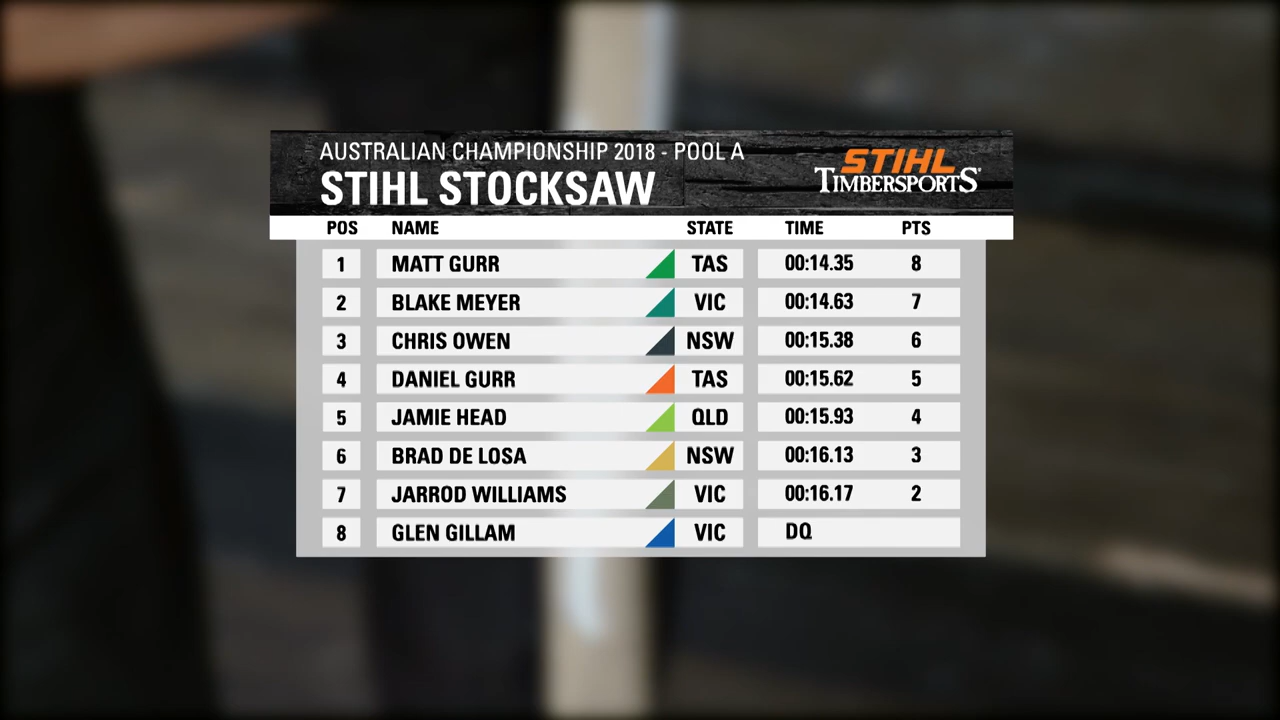 AUSTRALIAN CHAMPIONSHIP 2018 - POOL A
STIHL STOCKSAW
STIHL
TIMBERSPORTS®
POS NAME STATE TIME PTS
1 MATT GURR TAS 00:14.35 8
2 BLAKE MEYER VIC 00:14.63 7
3 CHRIS OWEN NSW 00:15.38 6
4 DANIEL GURR TAS 00:15.62 5
5 JAMIE HEAD QLD 00:15.93 4
6 BRAD DE LOSA NSW 00:16.13 3
7 JARROD WILLIAMS VIC 00:16.17 2
8 GLEN GILLAM VIC DQ